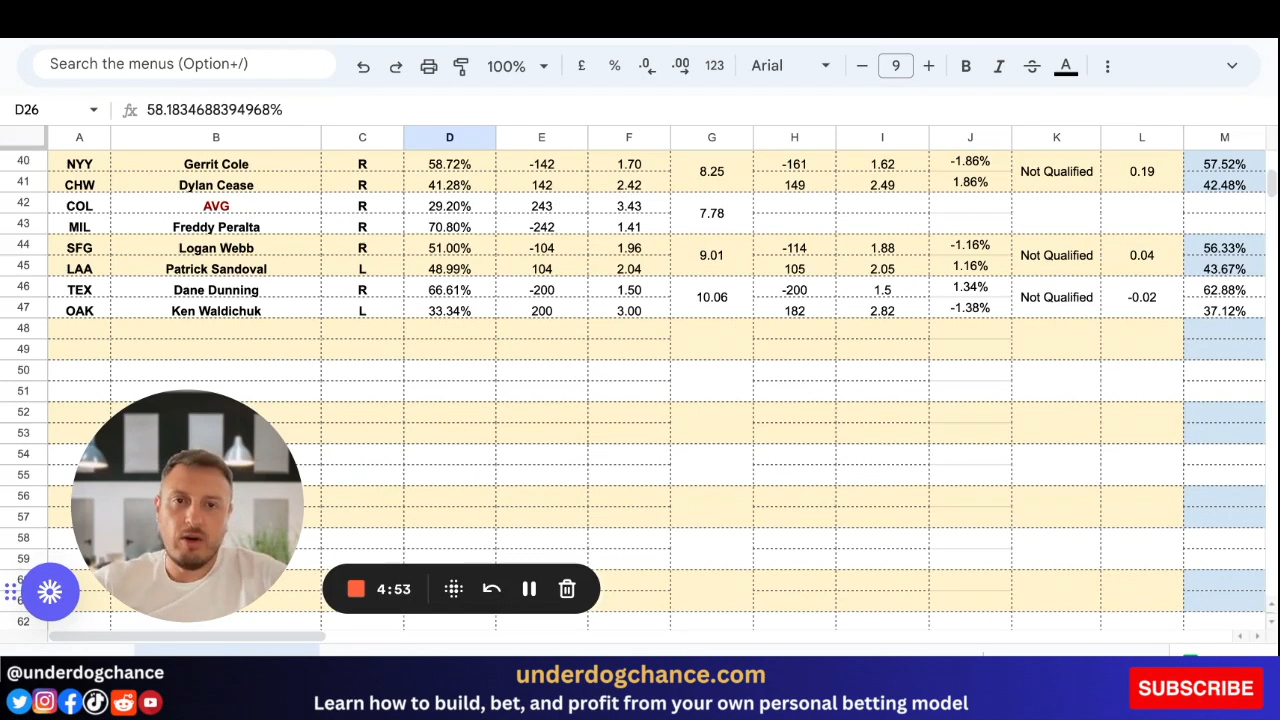 Search the menus (Option+/)
100%
£ % .0 .00 123
Arial
9
B I S A
D26 fx 58.1834688394968%
A B C D E F G H I J K L M
40 NYY Gerrit Cole R 58.72% -142 1.70 8.25 -161 1.62 -1.86% Not Qualified 0.19 57.52%
41 CHW Dylan Cease R 41.28% 142 2.42 149 2.49 1.86% 42.48%
42 COL AVG R 29.20% 243 3.43 7.78
43 MIL Freddy Peralta R 70.80% -242 1.41
44 SFG Logan Webb R 51.00% -104 1.96 9.01 -114 1.88 -1.16% Not Qualified 0.04 56.33%
45 LAA Patrick Sandoval L 48.99% 104 2.04 105 2.05 1.16% 43.67%
46 TEX Dane Dunning R 66.61% -200 1.50 10.06 -200 1.5 1.34% Not Qualified -0.02 62.88%
47 OAK Ken Waldichuk L 33.34% 200 3.00 182 2.82 -1.38% 37.12%
48
49
50
51
52
53
54
55
56
57
58
59
62
4:53
@underdogchance
underdogchance.com
Learn how to build, bet, and profit from your own personal betting model
SUBSCRIBE